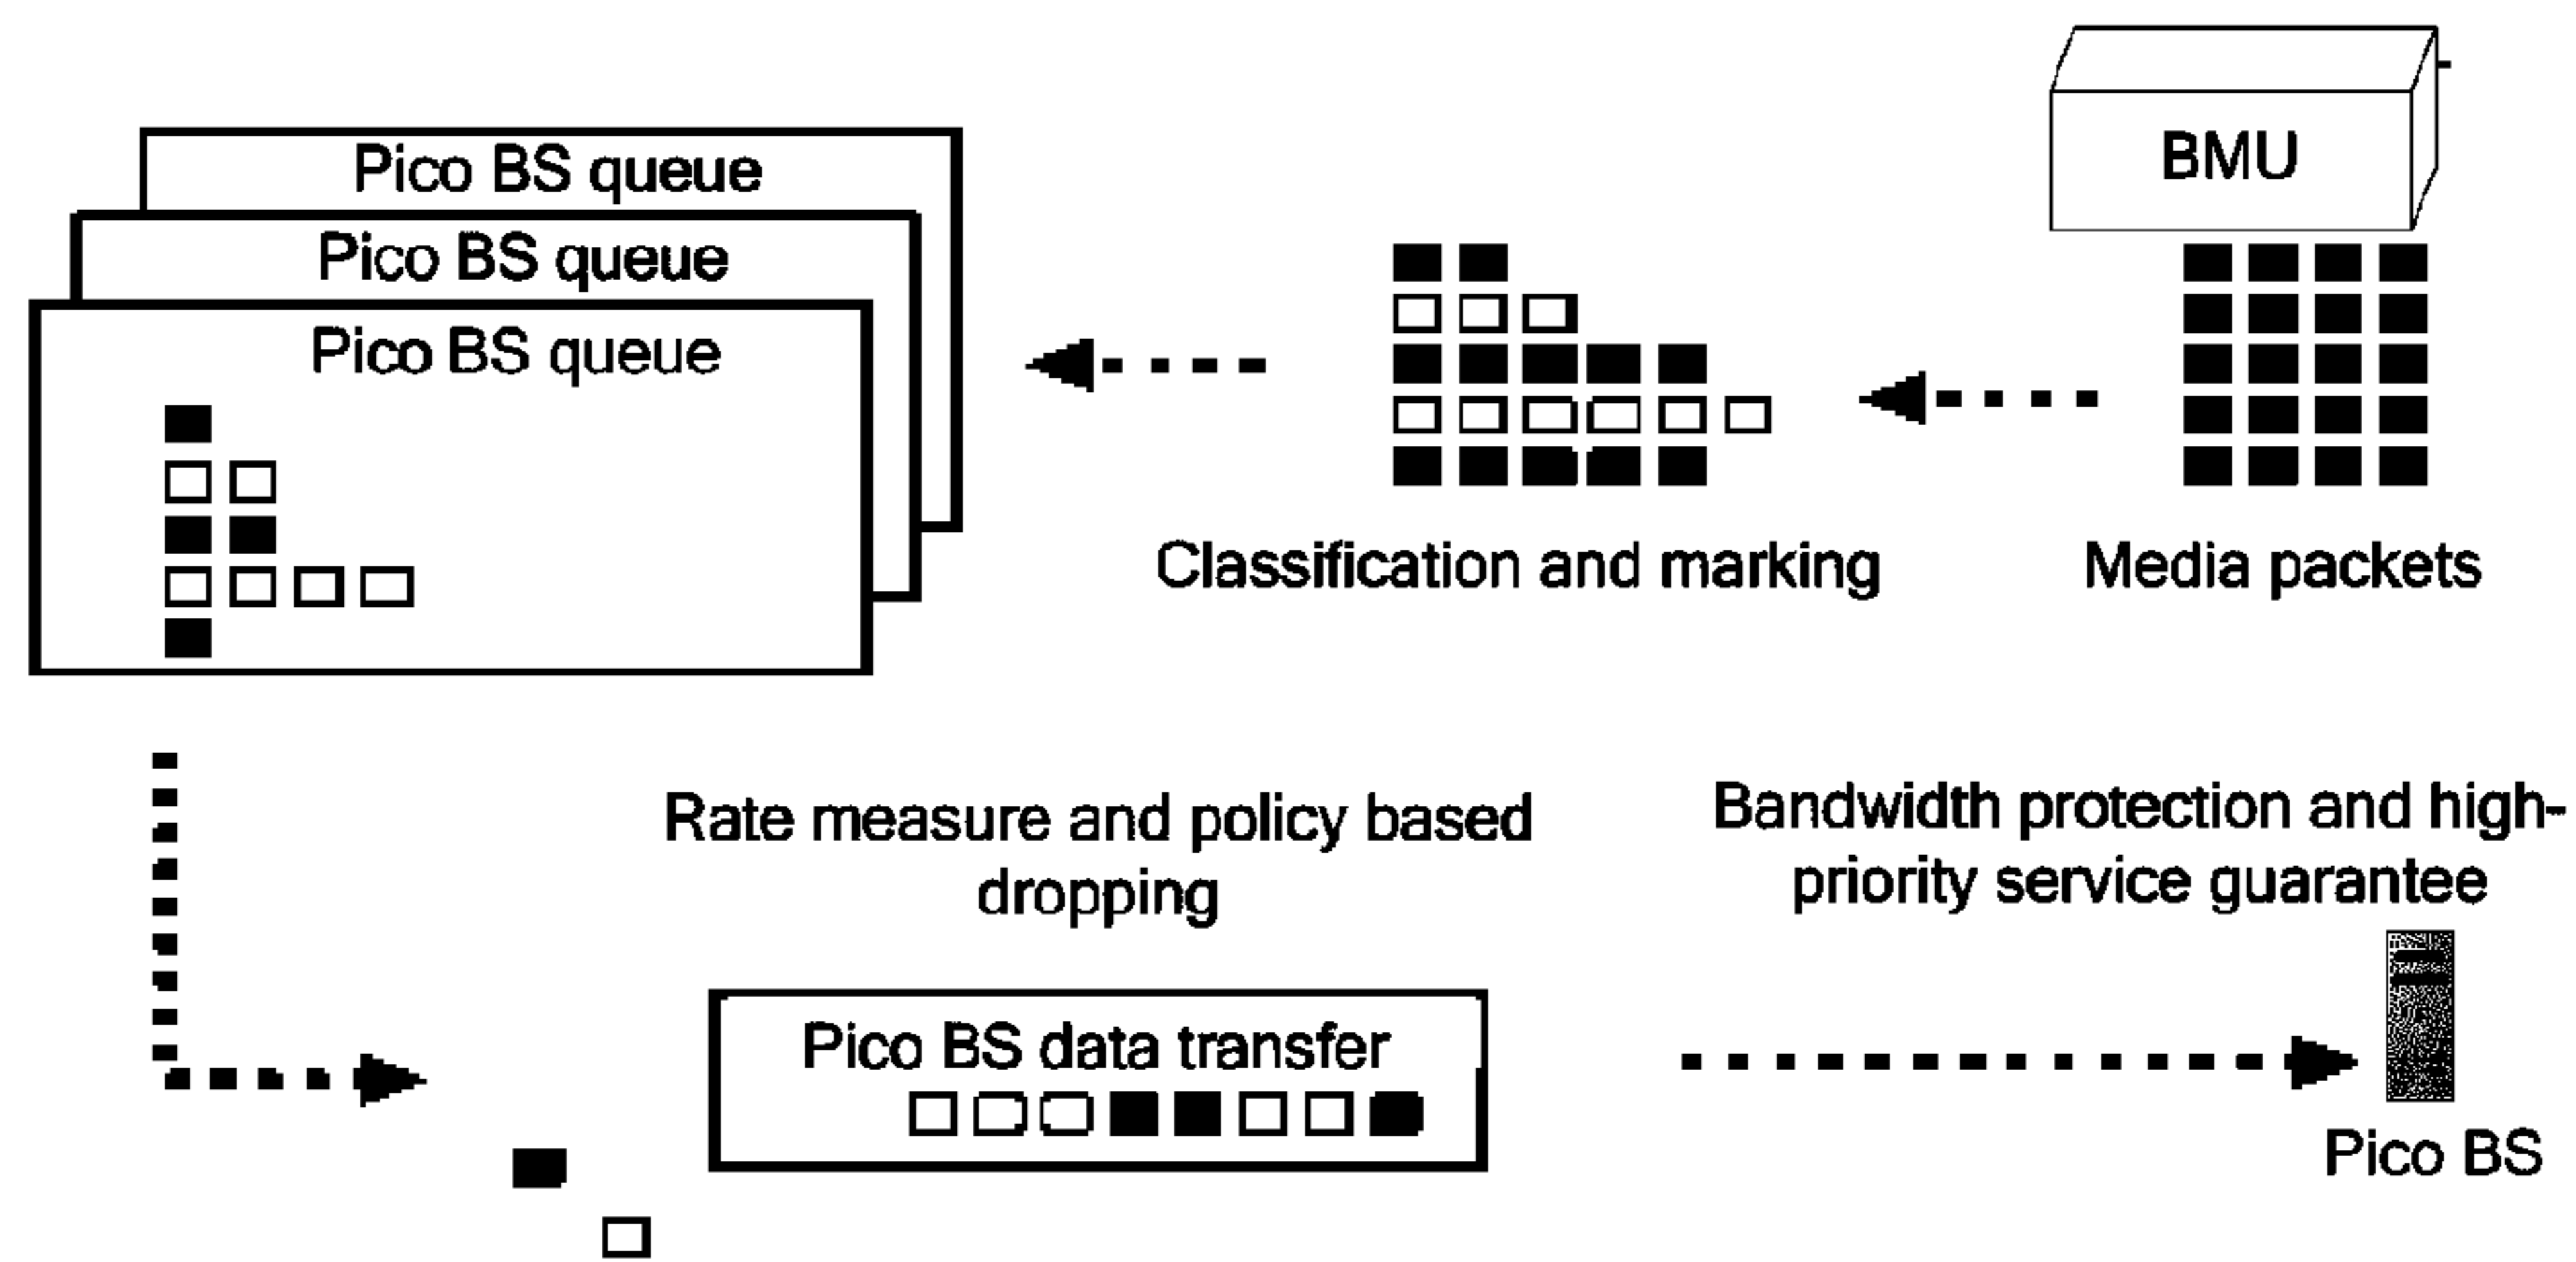 BMU
Pico BS queue
Pico BS queue
Pico BS queue
Classification and marking
Media packets
Rate measure and policy based
dropping
Bandwidth protection and high-
priority service guarantee
Pico BS data transfer
Pico BS